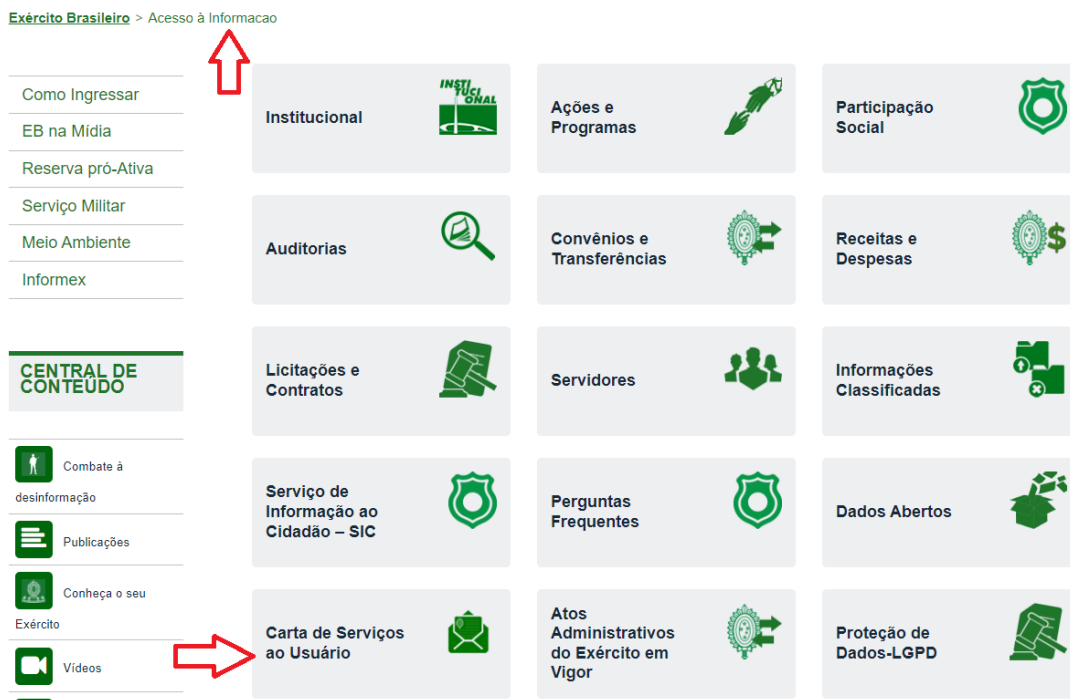 Exército Brasileiro > Acesso à Informacao
Como Ingressar
EB na Mídia
Reserva pró-Ativa
Serviço Militar
Meio Ambiente
Informex
CENTRAL DE
CONTEÚDO
Combate à
desinformação
Publicações
Conheça o seu
Exército
Vídeos
Institucional
INSTI
TUCI
ONAL
Ações e
Programas
Participação
Social
Auditorias
Convênios e
Transferências
Receitas e
Despesas
$
Licitações e
Contratos
Servidores
Informações
Classificadas
Serviço de
Informação ao
Cidadão – SIC
Perguntas
Frequentes
Dados Abertos
Carta de Serviços
ao Usuário
Atos
Administrativos
do Exército em
Vigor
Proteção de
Dados-LGPD